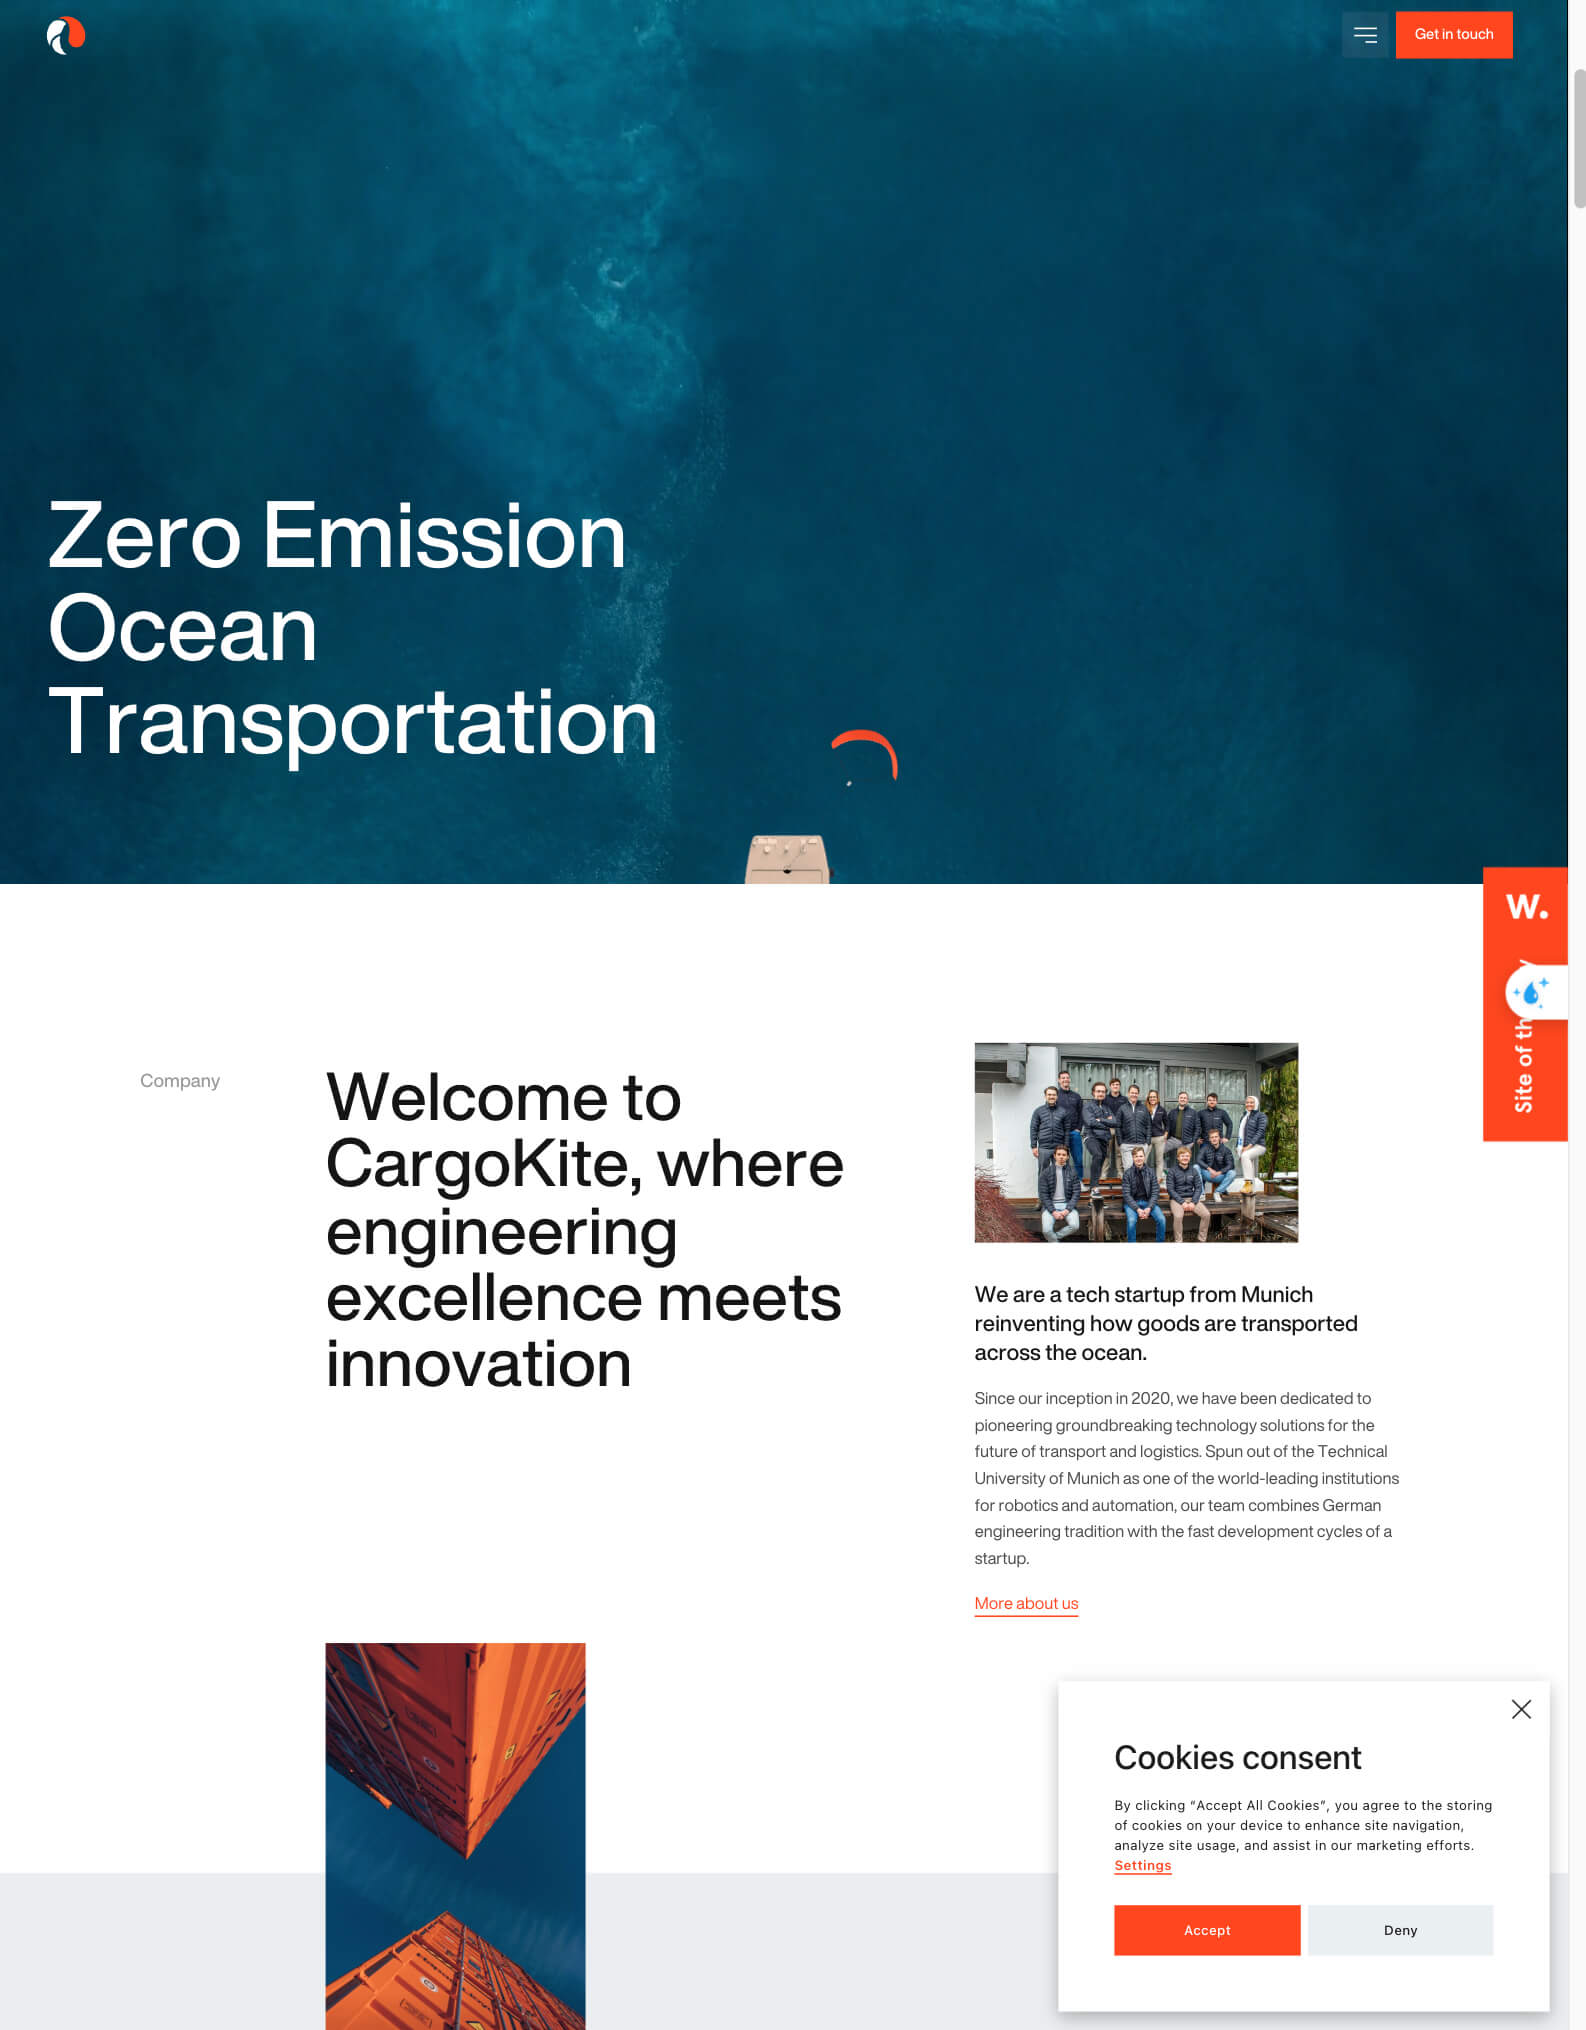 Get in touch
Zero Emission
Ocean
Transportation
W.
Site of th
Company
Welcome to
CargoKite, where
engineering
excellence meets
innovation
We are a tech startup from Munich
reinventing how goods are transported
across the ocean.
Since our inception in 2020, we have been dedicated to
pioneering groundbreaking technology solutions for the
future of transport and logistics. Spun out of the Technical
University of Munich as one of the world-leading institutions
for robotics and automation, our team combines German
engineering tradition with the fast development cycles of a
startup.
More about us
Cookies consent
By clicking “Accept All Cookies”, you agree to the storing
of cookies on your device to enhance site navigation,
analyze site usage, and assist in our marketing efforts.
Settings
Accept
Deny